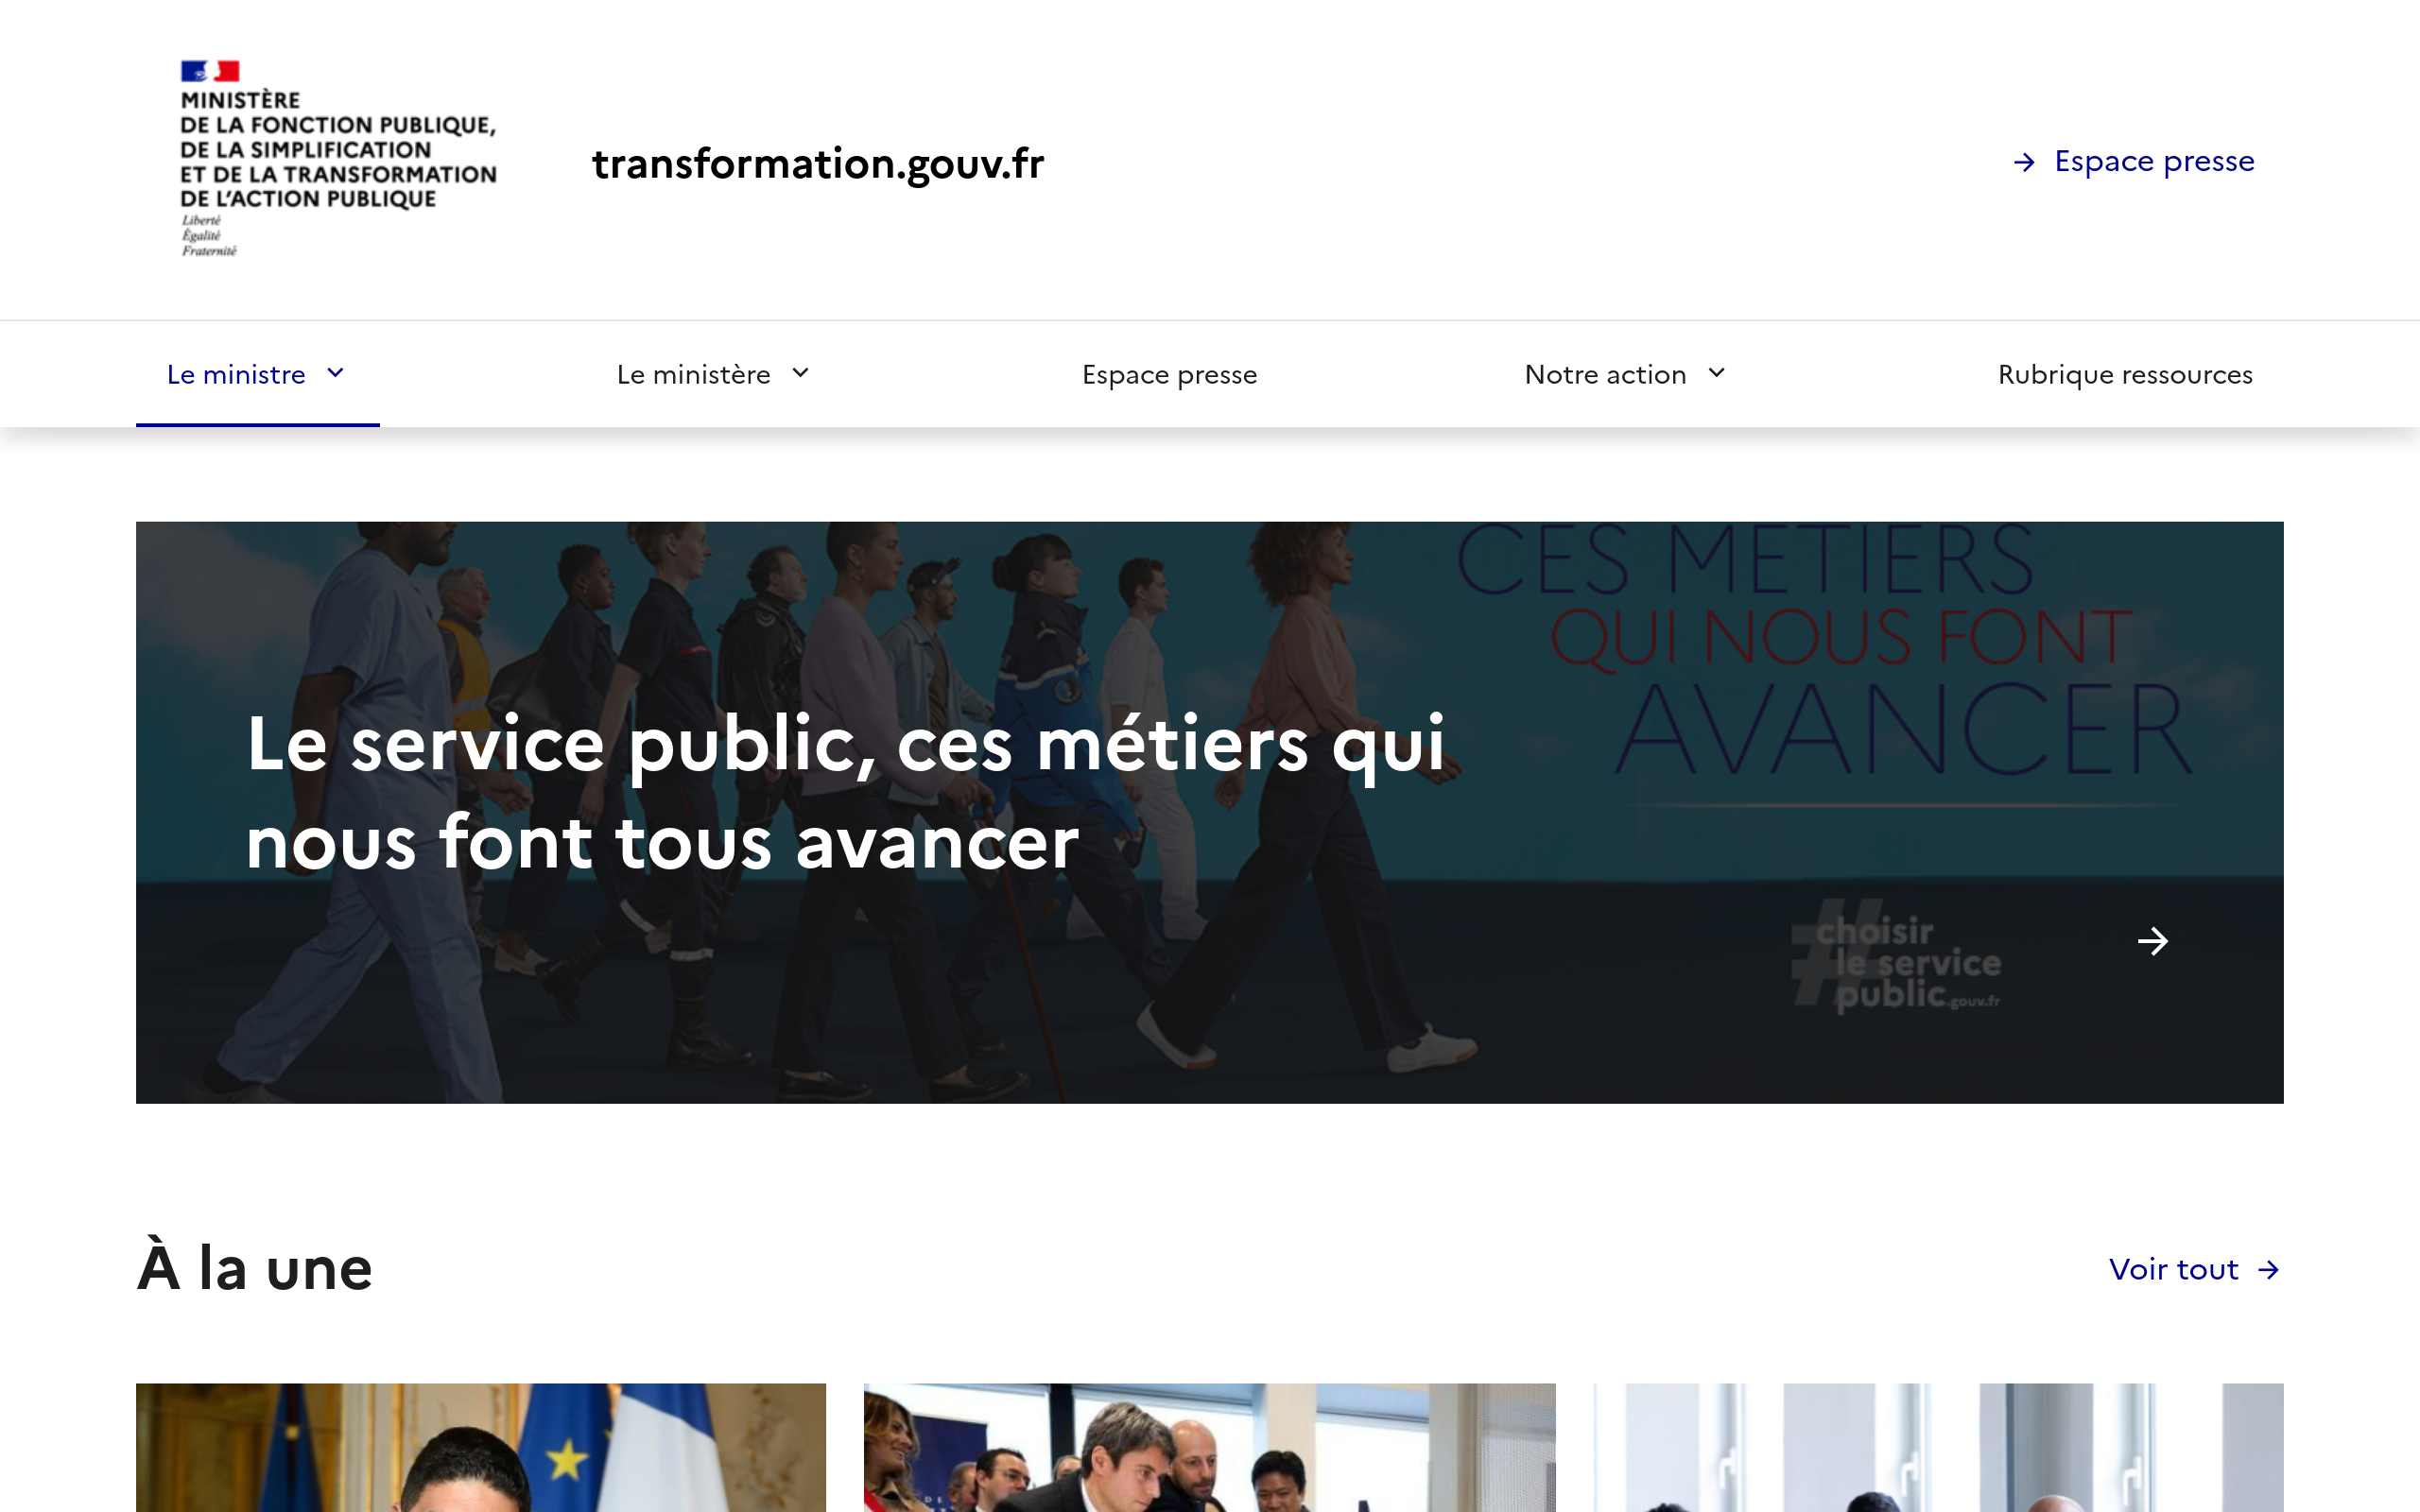 MINISTÈRE
DE LA FONCTION PUBLIQUE,
DE LA SIMPLIFICATION
ET DE LA TRANSFORMATION
DE L'ACTION PUBLIQUE
Liberté
Égalité
Fraternité
transformation.gouv.fr
→ Espace presse
Le ministre
Le ministère
Espace presse
Notre action
Rubrique ressources
CES MÉTIERS
QUI NOUS FONT
AVANCER
Le service public, ces métiers qui
nous font tous avancer
#choisir
le service
public.gouv.fr
À la une
Voir tout →